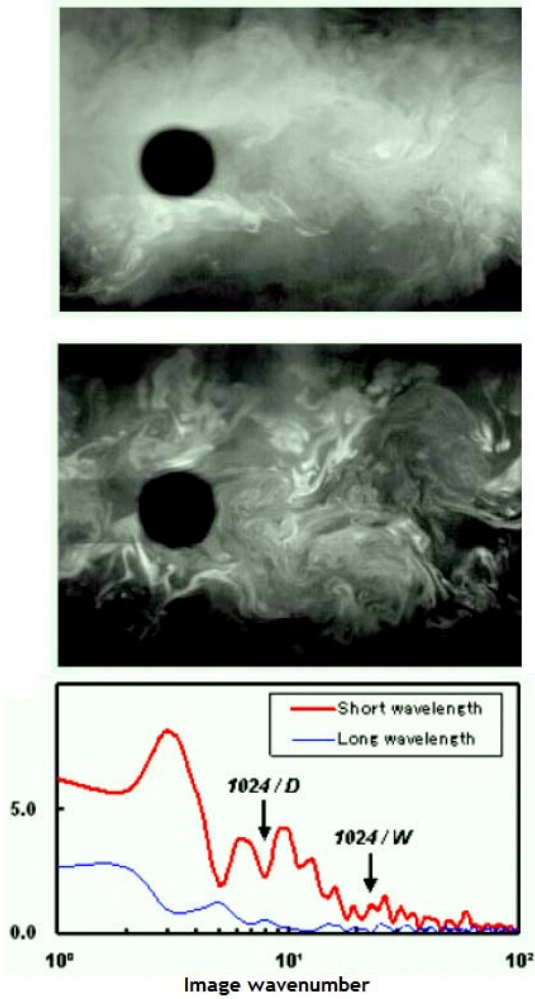 Short wavelength
Long wavelength
1024 / D
5.0
1024 / W
0.0
10⁰ 10¹ 10²
Image wavenumber